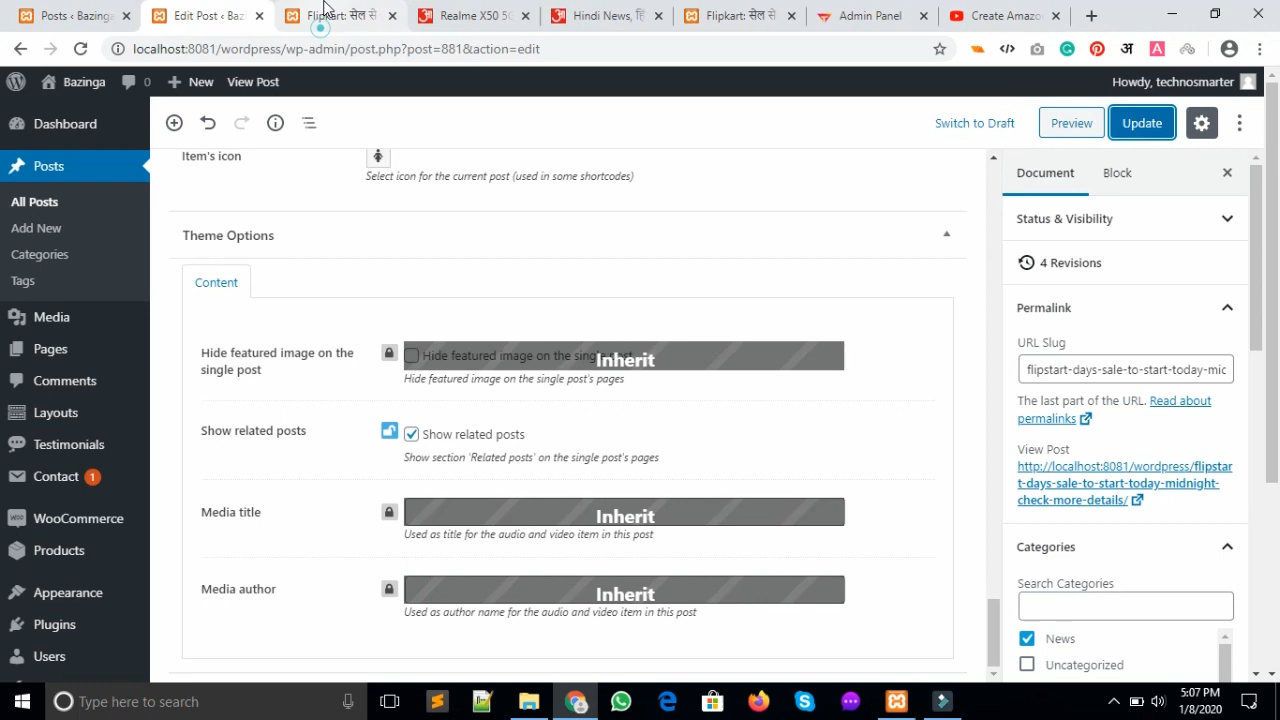 Posts ‹ Bazinga
Edit Post ‹ Baz
Flipkart: सेल से
Realme X50 5G
Hindi News, हि
Flipkart: सेल से
Admin Panel
Create Amazo
localhost:8081/wordpress/wp-admin/post.php?post=881&action=edit
Bazinga
0
New
View Post
Howdy, technosmarter
Dashboard
Posts
All Posts
Add New
Categories
Tags
Media
Pages
Comments
Layouts
Testimonials
Contact 1
WooCommerce
Products
Appearance
Plugins
Users
Switch to Draft
Preview
Update
Item's icon
Select icon for the current post (used in some shortcodes)
Theme Options
Content
Hide featured image on the
single post
Hide featured image on the single post
Inherit
Hide featured image on the single post's pages
Show related posts
Show related posts
Show section 'Related posts' on the single post's pages
Media title
Inherit
Used as title for the audio and video item in this post
Media author
Inherit
Used as author name for the audio and video item in this post
Document
Block
Status & Visibility
4 Revisions
Permalink
URL Slug
flipstart-days-sale-to-start-today-mic
The last part of the URL. Read about
permalinks
View Post
http://localhost:8081/wordpress/flipstar
t-days-sale-to-start-today-midnight-
check-more-details/
Categories
Search Categories
News
Uncategorized
Type here to search
5:07 PM
1/8/2020